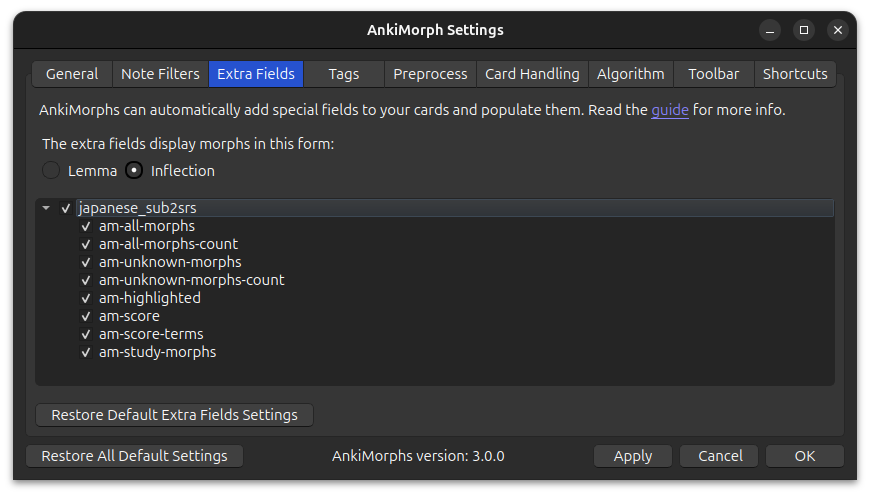 AnkiMorph Settings
General Note Filters Extra Fields Tags Preprocess Card Handling Algorithm Toolbar Shortcuts
AnkiMorphs can automatically add special fields to your cards and populate them. Read the guide for more info.
The extra fields display morphs in this form:
Lemma Inflection
japanese_sub2srs
am-all-morphs
am-all-morphs-count
am-unknown-morphs
am-unknown-morphs-count
am-highlighted
am-score
am-score-terms
am-study-morphs
Restore Default Extra Fields Settings
Restore All Default Settings AnkiMorphs version: 3.0.0 Apply Cancel OK